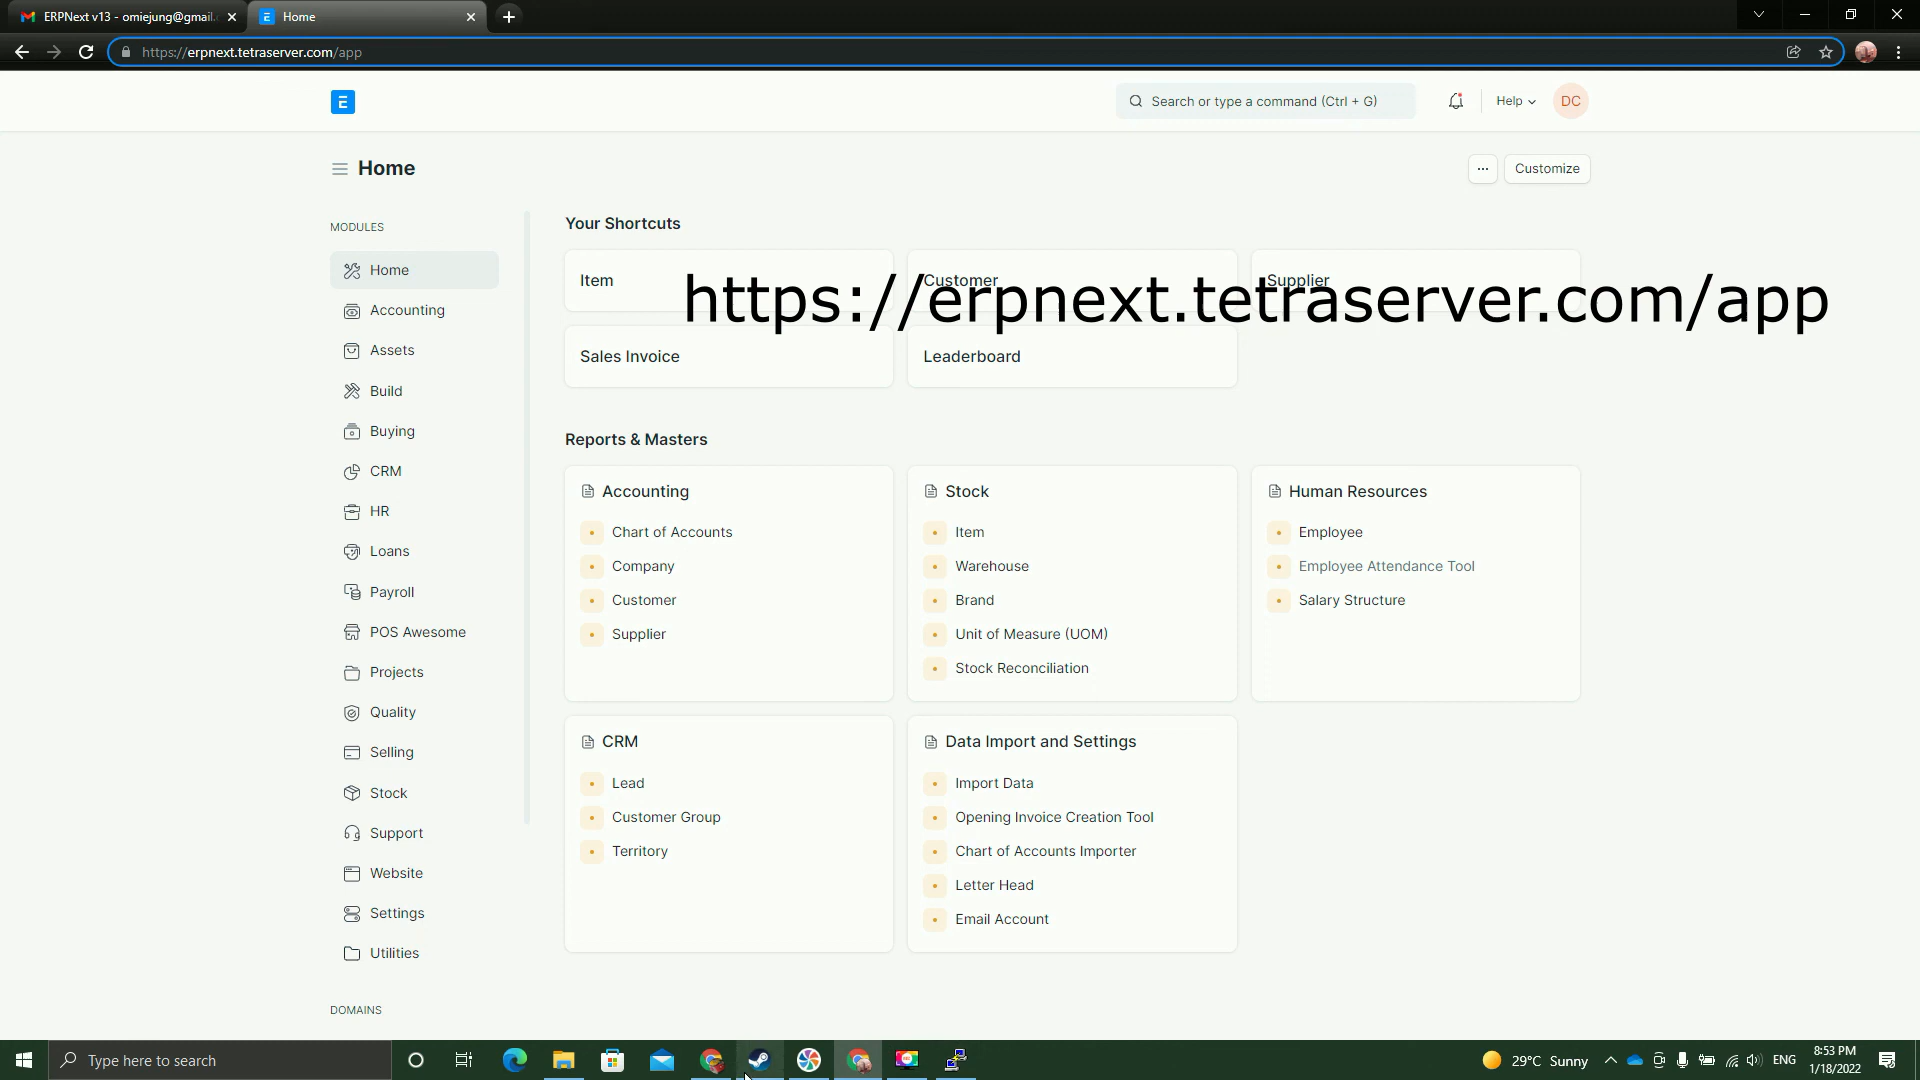 ERPNext v13 - omiejung@gmail.
Home
https://erpnext.tetraserver.com/app
E
Search or type a command (Ctrl + G)
Help
DC
Home
Customize
MODULES
Home
Accounting
Assets
Build
Buying
CRM
HR
Loans
Payroll
POS Awesome
Projects
Quality
Selling
Stock
Support
Website
Settings
Utilities
DOMAINS
Your Shortcuts
Item
Customer
Supplier
https://erpnext.tetraserver.com/app
Sales Invoice
Leaderboard
Reports & Masters
Accounting
Chart of Accounts
Company
Customer
Supplier
Stock
Item
Warehouse
Brand
Unit of Measure (UOM)
Stock Reconciliation
Human Resources
Employee
Employee Attendance Tool
Salary Structure
CRM
Lead
Customer Group
Territory
Data Import and Settings
Import Data
Opening Invoice Creation Tool
Chart of Accounts Importer
Letter Head
Email Account
Type here to search
29°C Sunny
ENG
8:53 PM
1/18/2022